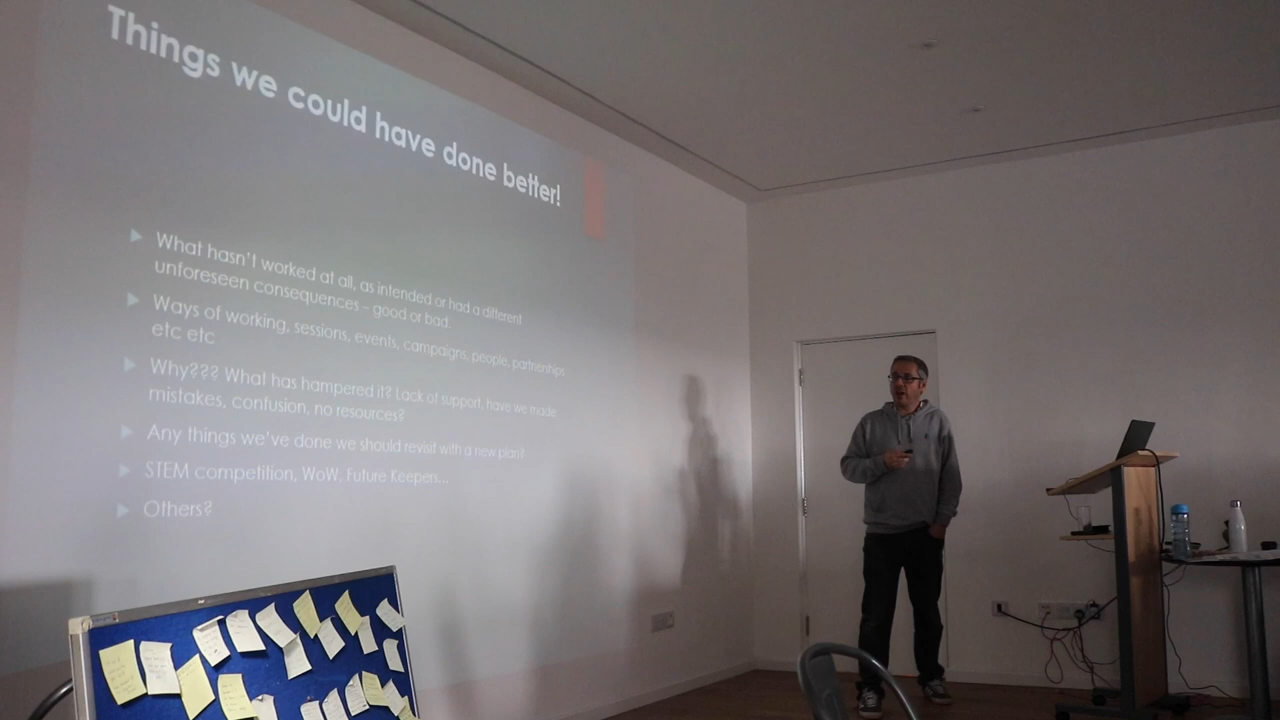 Things we could have done better!
What hasn't worked at all, as intended or had a different
unforeseen consequences – good or bad.
Ways of working, sessions, events, campaigns, people, partnerships
etc etc
Why??? What has hampered it? Lack of support, have we made
mistakes, confusion, no resources?
Any things we've done we should revisit with a new plan?
STEM competition, WoW, Future Keepers...
Others?